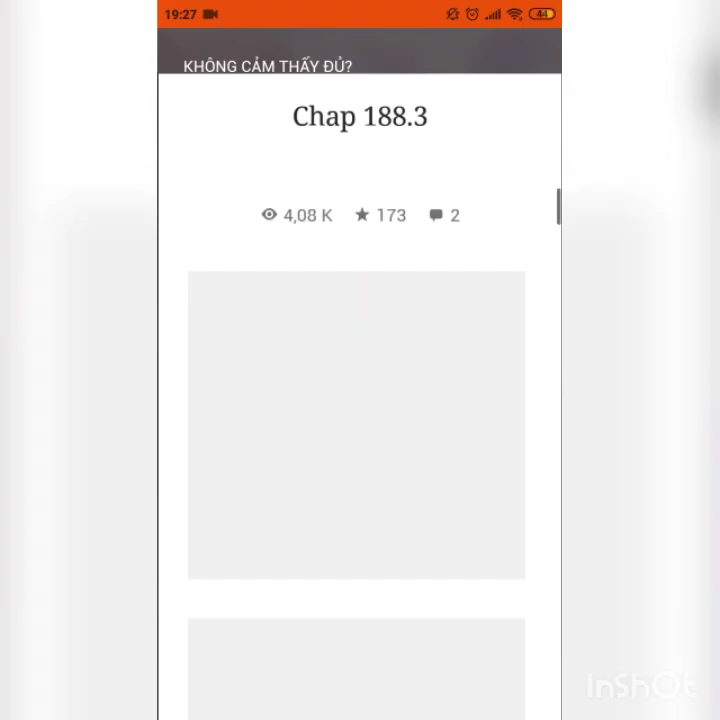 19:27
44
KHÔNG CẢM THẤY ĐỦ?
Chap 188.3
4,08 K 173 2
InShOt